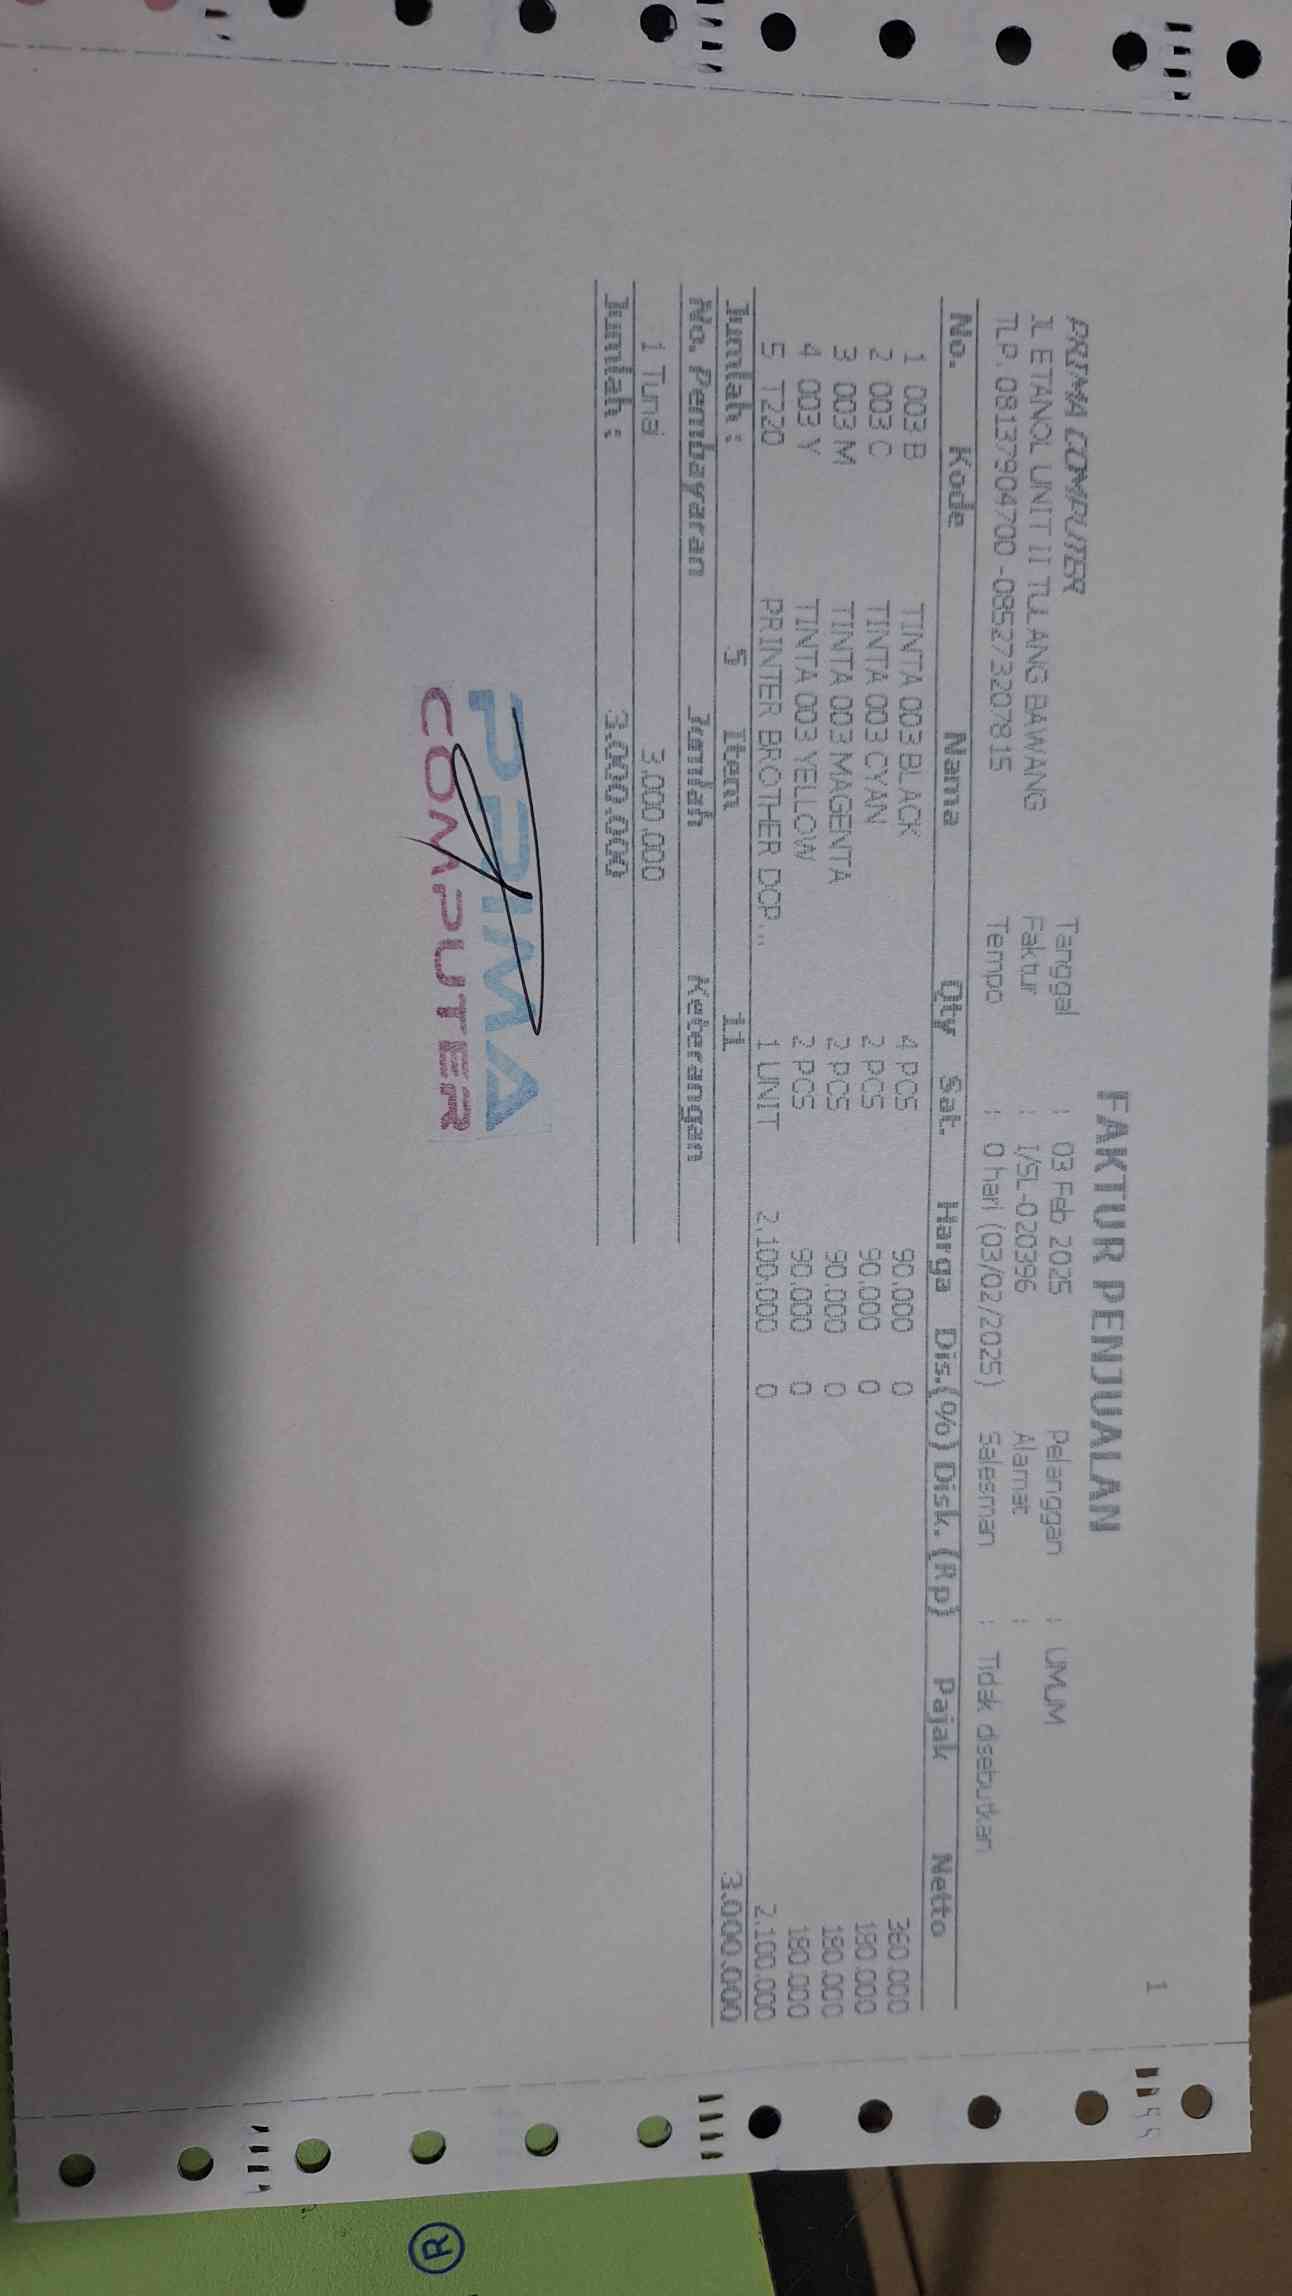 1
FAKTUR PENJUALAN
PRIMA COMPUTER
JL ETANOL UNIT II TULANG BAWANG
TLP. 08137904700 -085273207815
Tanggal : 03 Feb 2025
Faktur : I/SL-020396
Tempo : 0 hari (03/02/2025)
Pelanggan : UMUM
Alamat :
Salesman : Tidak disebutkan
No. Kode Nama Qty Sat. Harga Dis.(%) Disk. (Rp) Pajak Netto
1 003 B TINTA 003 BLACK 4 PCS 90.000 0 360.000
2 003 C TINTA 003 CYAN 2 PCS 90.000 0 180.000
3 003 M TINTA 003 MAGENTA 2 PCS 90.000 0 180.000
4 003 Y TINTA 003 YELLOW 2 PCS 90.000 0 180.000
5 T220 PRINTER BROTHER DCP... 1 UNIT 2.100.000 0 2.100.000
Jumlah : 5 Item 11 3.000.000
No. Pembayaran Jumlah Keterangan
1 Tunai 3.000.000
Jumlah : 3.000.000
PRIMA
COMPUTER
®